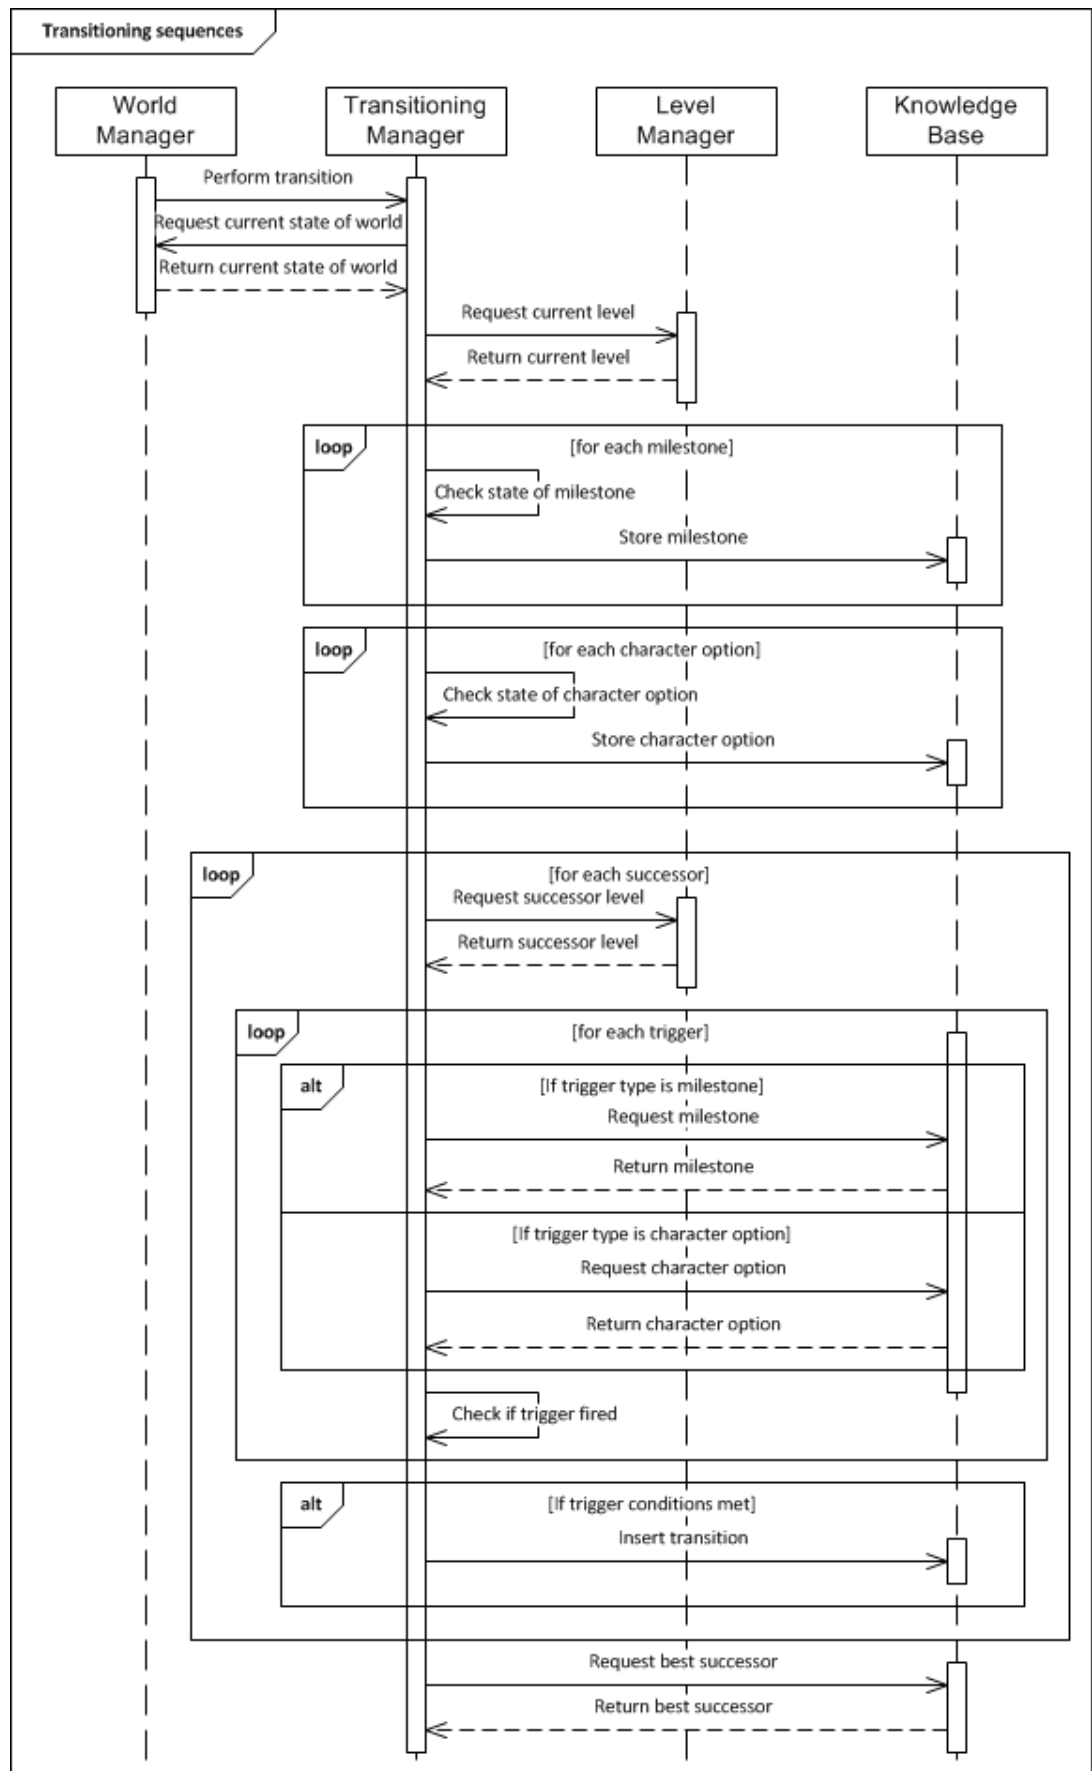 Transitioning sequences
World
Manager
Transitioning
Manager
Level
Manager
Knowledge
Base
Perform transition
Request current state of world
Return current state of world
Request current level
Return current level
loop
[for each milestone]
Check state of milestone
Store milestone
loop
[for each character option]
Check state of character option
Store character option
loop
[for each successor]
Request successor level
Return successor level
loop
[for each trigger]
alt
[If trigger type is milestone]
Request milestone
Return milestone
[If trigger type is character option]
Request character option
Return character option
Check if trigger fired
alt
[If trigger conditions met]
Insert transition
Request best successor
Return best successor